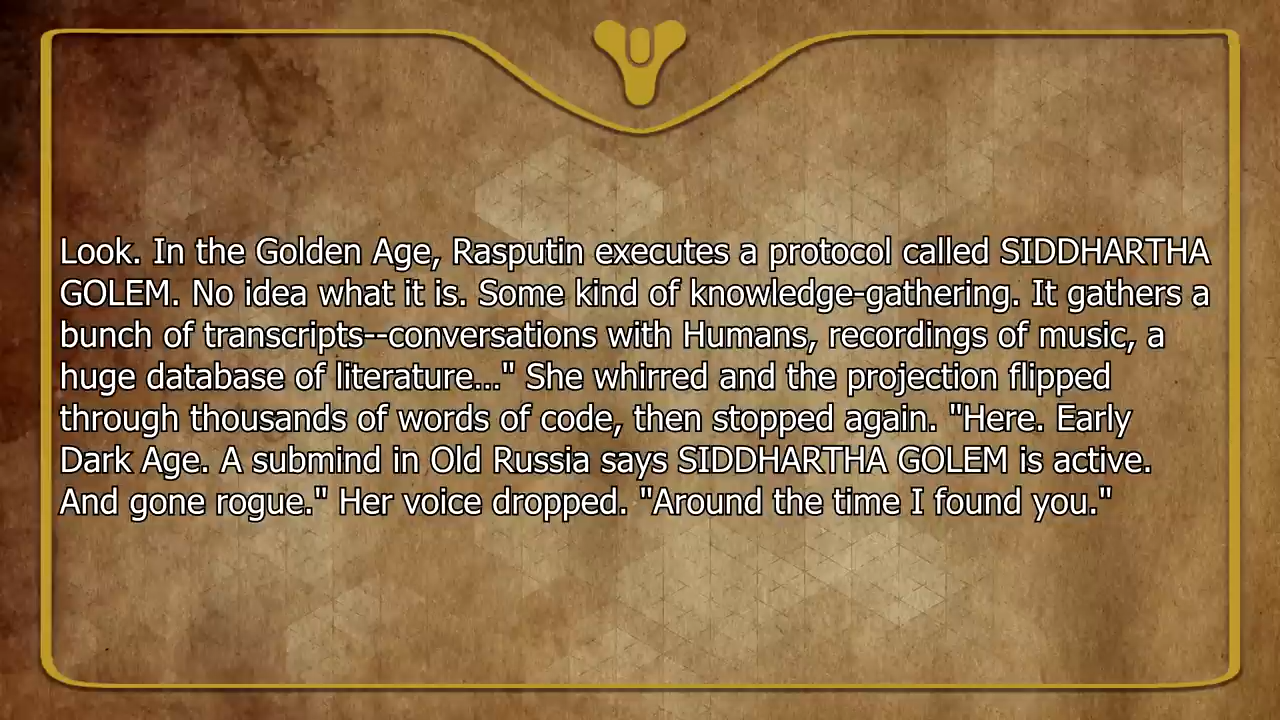 Look. In the Golden Age, Rasputin executes a protocol called SIDDHARTHA
GOLEM. No idea what it is. Some kind of knowledge-gathering. It gathers a
bunch of transcripts--conversations with Humans, recordings of music, a
huge database of literature..." She whirred and the projection flipped
through thousands of words of code, then stopped again. "Here. Early
Dark Age. A submind in Old Russia says SIDDHARTHA GOLEM is active.
And gone rogue." Her voice dropped. "Around the time I found you."